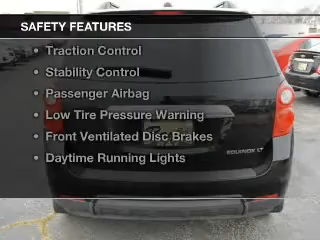 SAFETY FEATURES
• Traction Control
• Stability Control
• Passenger Airbag
• Low Tire Pressure Warning
• Front Ventilated Disc Brakes
• Daytime Running Lights
EQUINOX LT